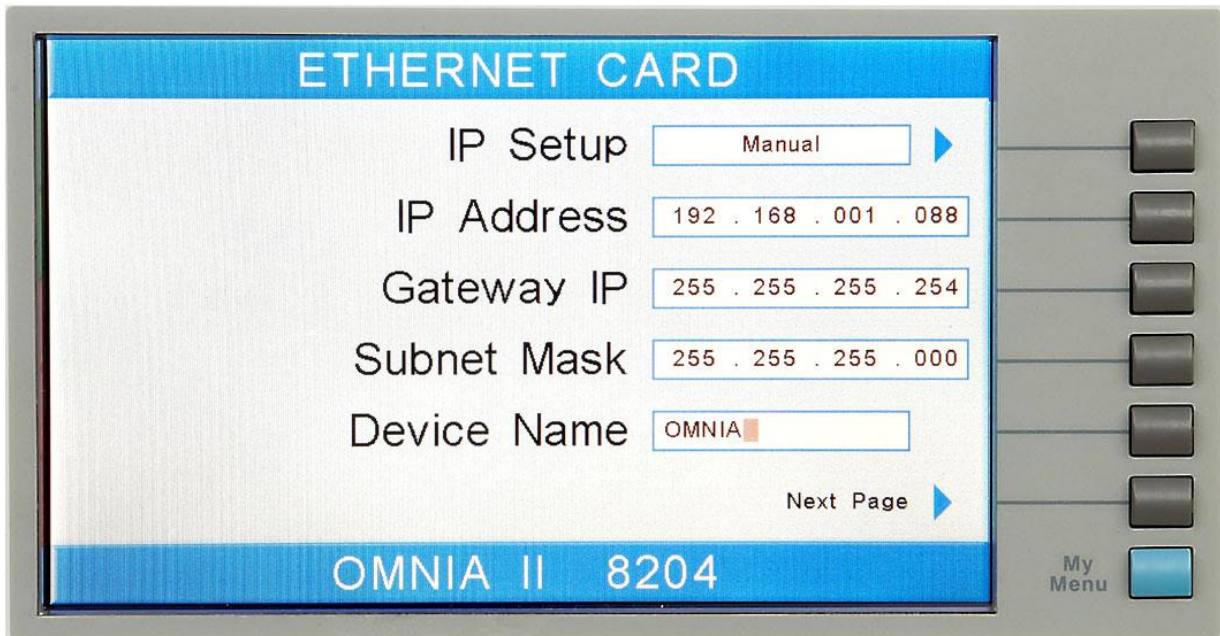 ETHERNET CARD
IP Setup Manual
IP Address 192 . 168 . 001 . 088
Gateway IP 255 . 255 . 255 . 254
Subnet Mask 255 . 255 . 255 . 000
Device Name OMNIA
Next Page
OMNIA II 8204
My
Menu